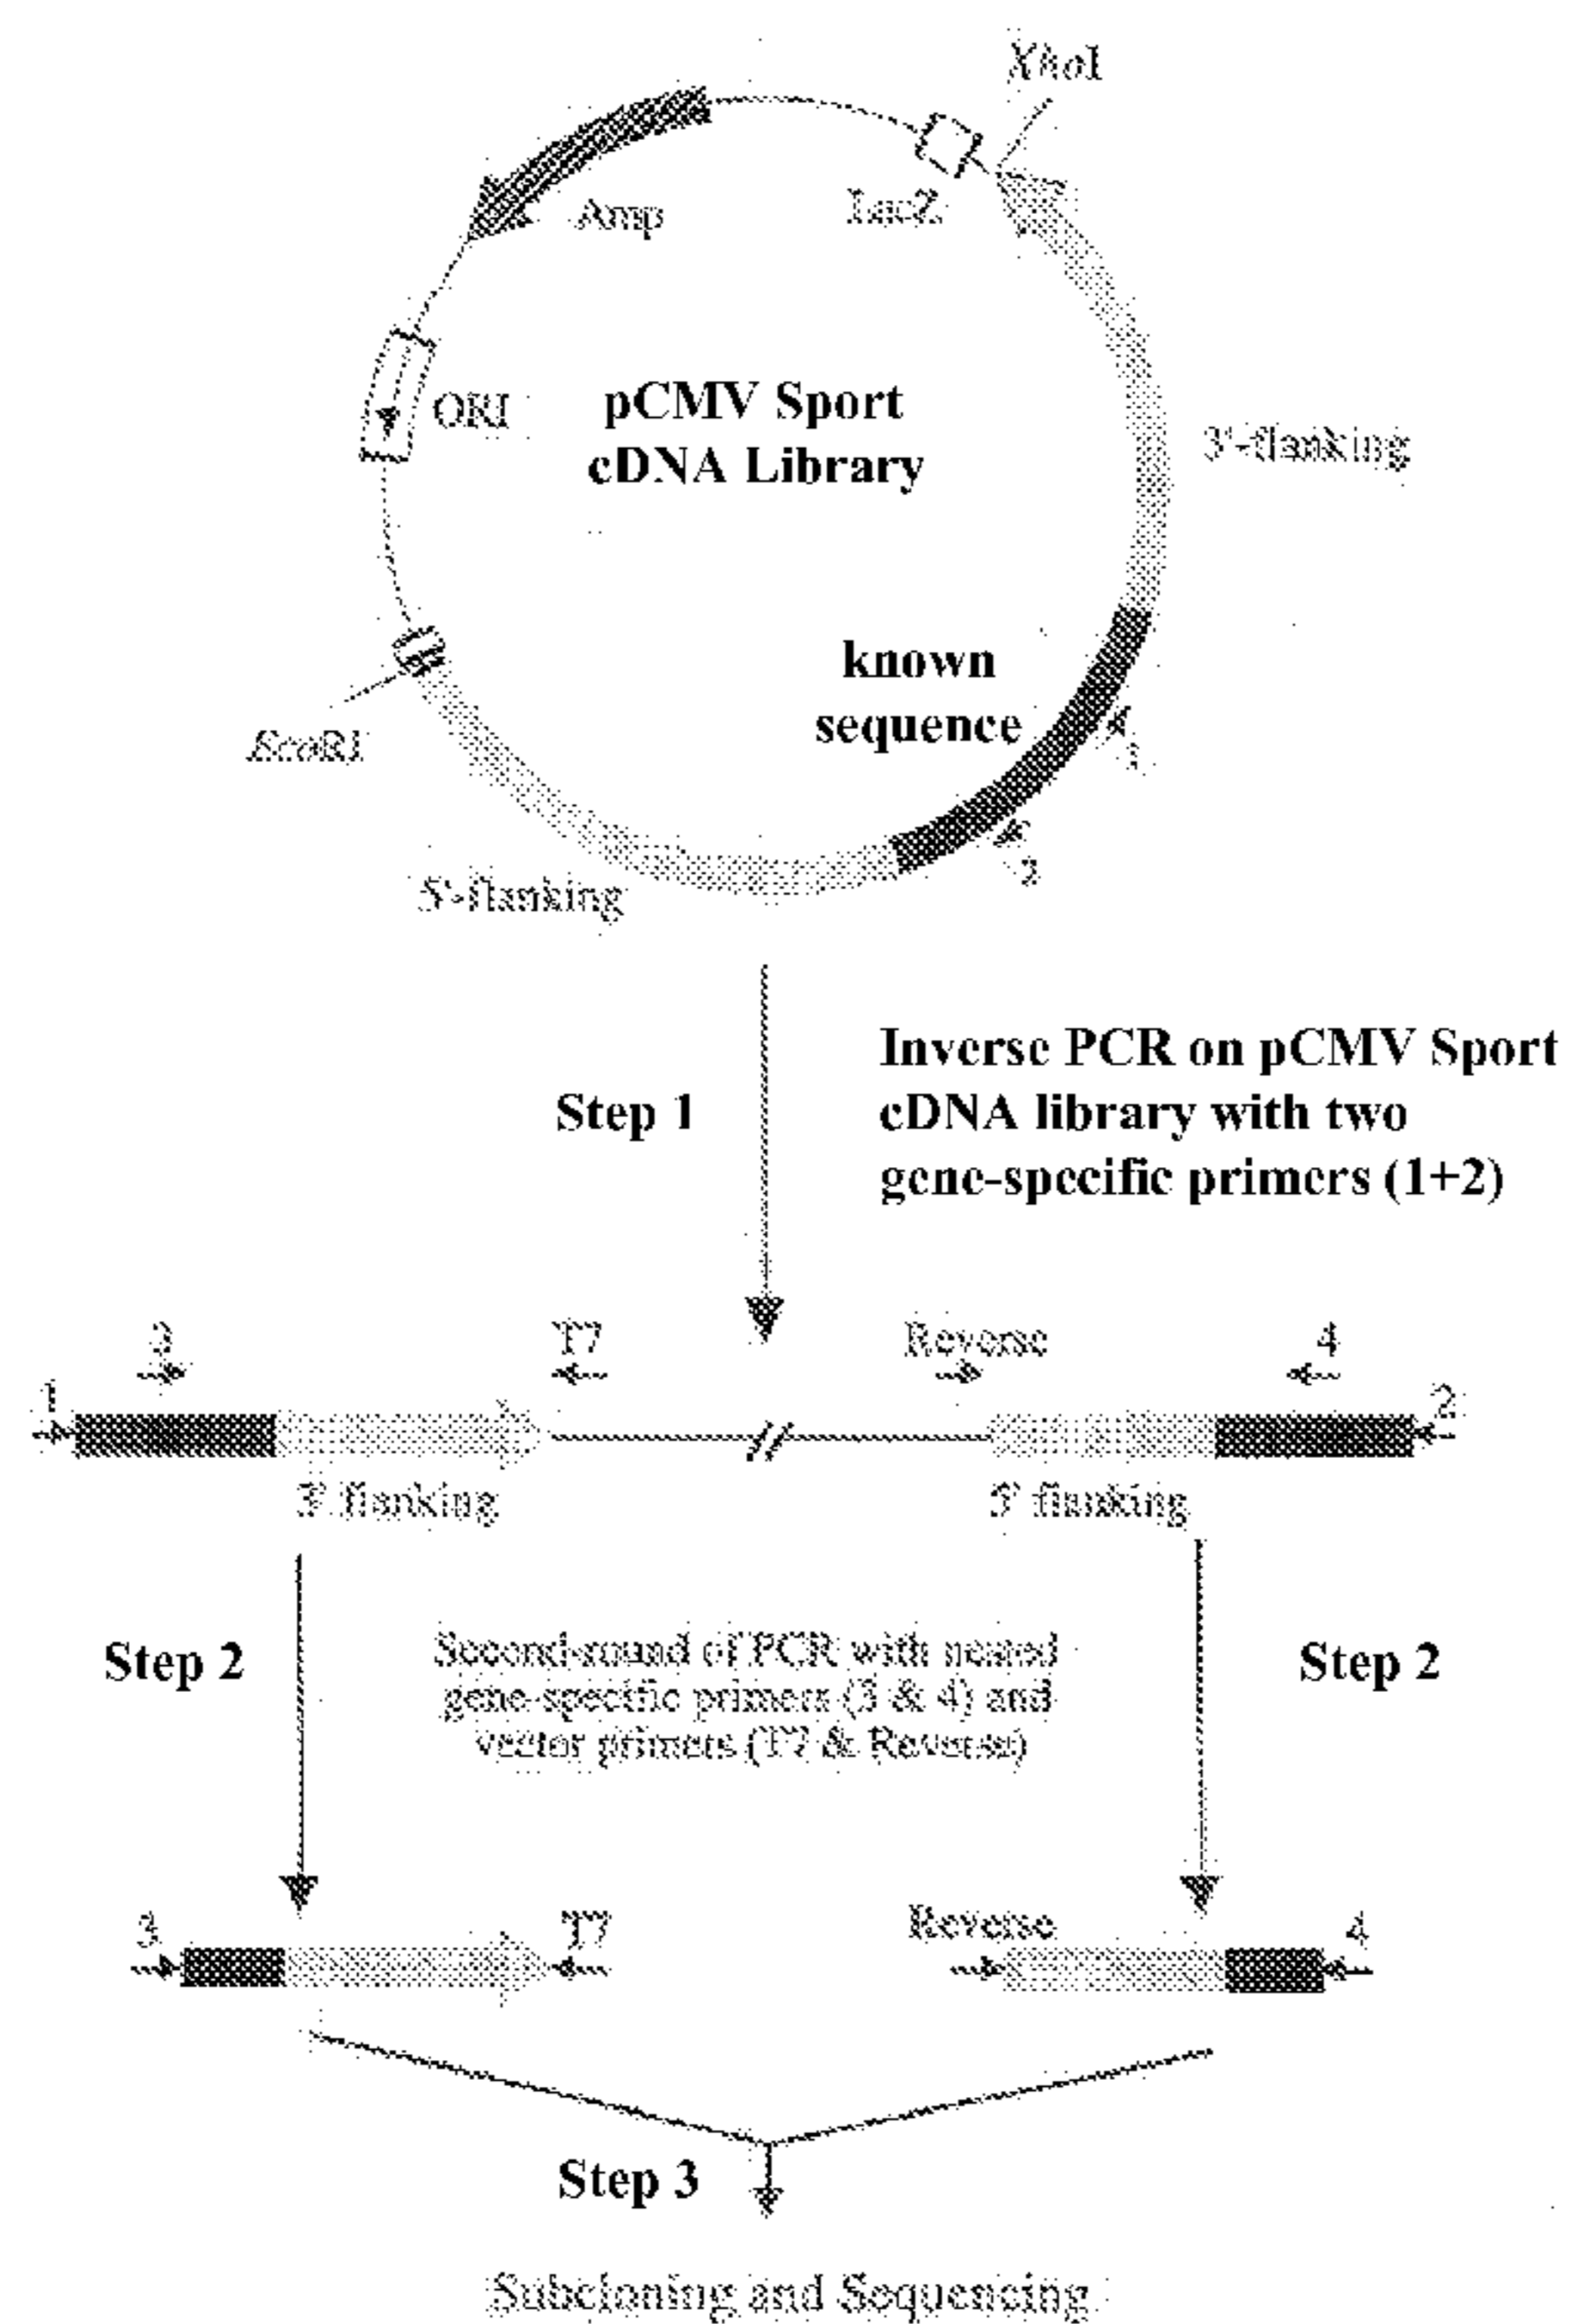 XhoI
Amp
LacZ
ORI
pCMV Sport
cDNA Library
3'-flanking
known
sequence
1
EcoRI
2
5'-flanking
Inverse PCR on pCMV Sport
Step 1
cDNA library with two
gene-specific primers (1+2)
3
T7
Reverse
4
1
2
3' flanking
5' flanking
Step 2
Second-round of PCR with nested
gene-specific primers (3 & 4) and
vector primers (T7 & Reverse)
Step 2
3
T7
Reverse
4
Step 3
Subcloning and Sequencing